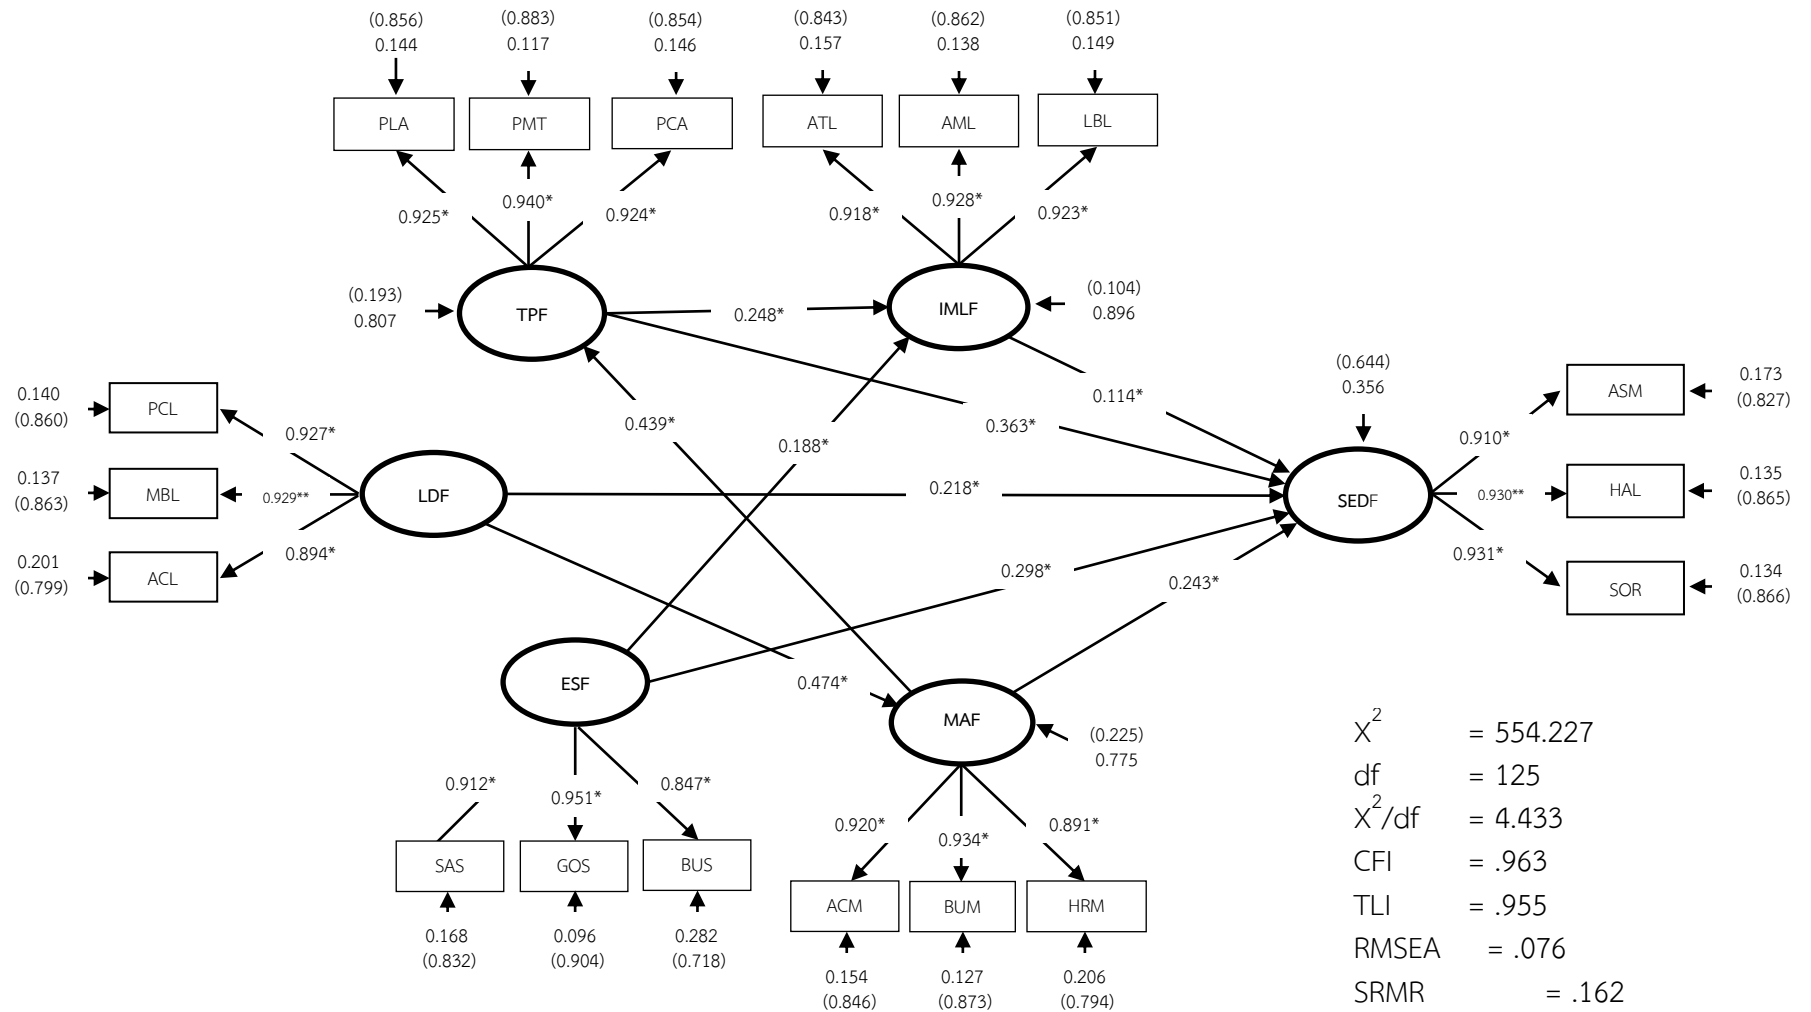 (0.856) (0.883) (0.854) (0.843) (0.862) (0.851)
0.144 0.117 0.146 0.157 0.138 0.149
PLA PMT PCA ATL AML LBL
0.925* 0.940* 0.924* 0.918* 0.928* 0.923*
(0.193)
0.807
TPF
0.248*
IMLF
(0.104)
0.896
0.140
(0.860)
PCL
0.927*
0.137
(0.863)
MBL
0.929**
0.201
(0.799)
ACL
0.894*
LDF
0.439*
0.188*
0.363*
0.114*
0.218*
0.298*
0.243*
0.474*
(0.644)
0.356
SEDF
0.910*
ASM
0.173
(0.827)
0.930**
HAL
0.135
(0.865)
0.931*
SOR
0.134
(0.866)
ESF
0.912* 0.951* 0.847*
SAS GOS BUS
0.168 0.096 0.282
(0.832) (0.904) (0.718)
MAF
(0.225)
0.775
0.920* 0.934* 0.891*
ACM BUM HRM
0.154 0.127 0.206
(0.846) (0.873) (0.794)
X² = 554.227
df = 125
X²/df = 4.433
CFI = .963
TLI = .955
RMSEA = .076
SRMR = .162